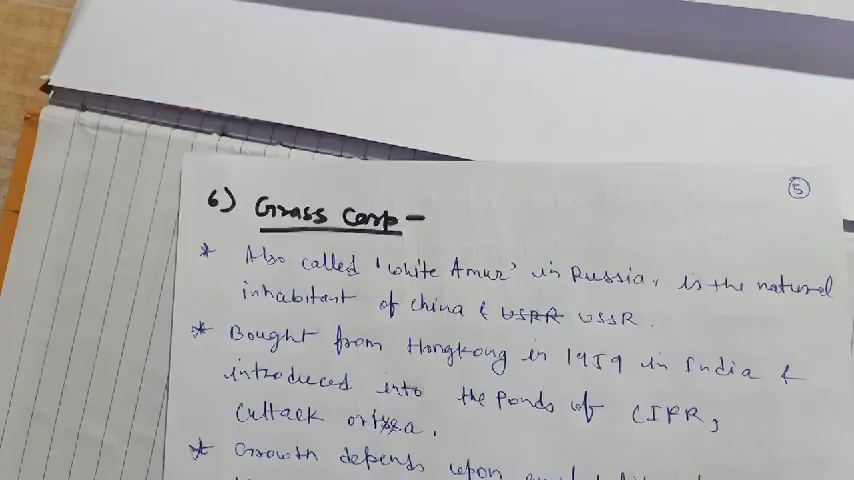 5
6) Grass Carp -
* Also called 'White Amur' in Russia, is the natural
inhabitant of China & USRR USSR.
* Bought from Hongkong in 1959 in India &
introduced into the Ponds of CIFR,
Cuttack orissa.
* Growth depends upon